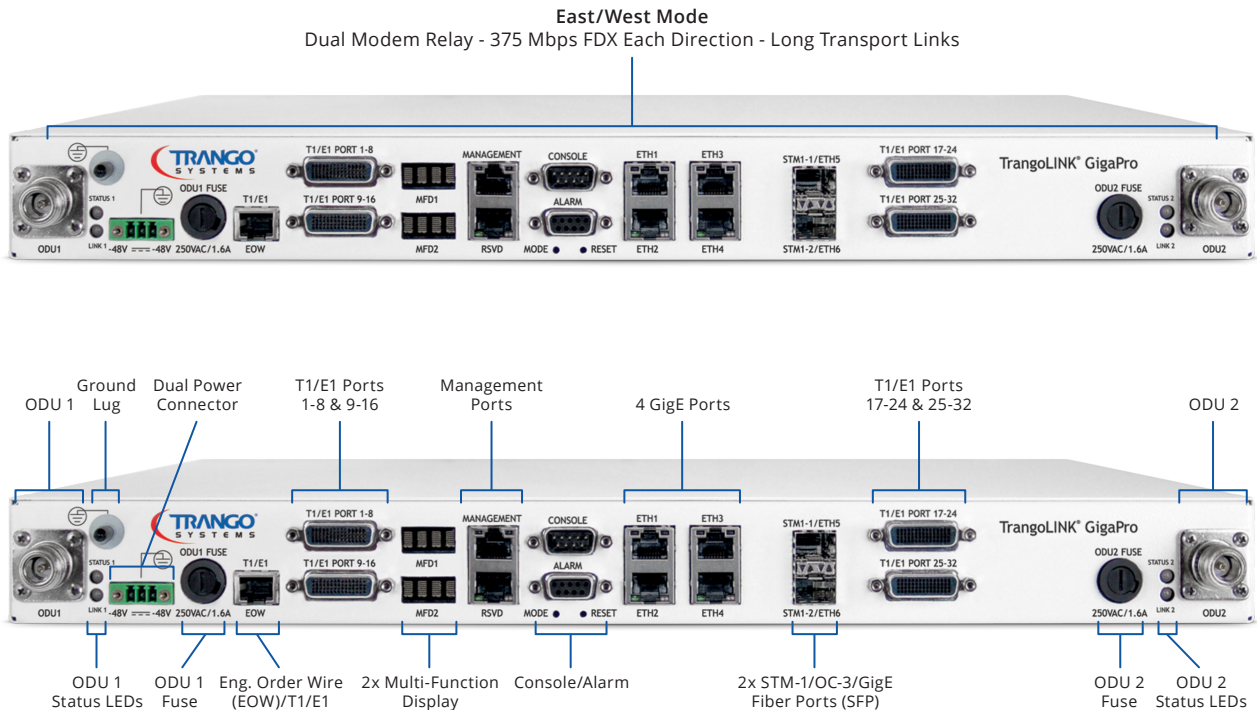 East/West Mode
Dual Modem Relay - 375 Mbps FDX Each Direction - Long Transport Links
TRANGO®
SYSTEMS
T1/E1 PORT 1-8
MANAGEMENT
CONSOLE
ETH1
ETH3
STM1-1/ETH5
T1/E1 PORT 17-24
TrangoLINK® GigaPro
ODU1 FUSE
ODU2 FUSE
STATUS 1
T1/E1
T1/E1 PORT 9-16
MFD1
ALARM
T1/E1 PORT 25-32
STATUS 2
ODU1
LINK 1
-48V
-48V
250VAC/1.6A
EOW
MFD2
RSVD
MODE
RESET
ETH2
ETH4
STM1-2/ETH6
250VAC/1.6A
LINK 2
ODU2
ODU 1
Ground
Lug
Dual Power
Connector
T1/E1 Ports
1-8 & 9-16
Management
Ports
4 GigE Ports
T1/E1 Ports
17-24 & 25-32
ODU 2
TRANGO®
SYSTEMS
T1/E1 PORT 1-8
MANAGEMENT
CONSOLE
ETH1
ETH3
STM1-1/ETH5
T1/E1 PORT 17-24
TrangoLINK® GigaPro
ODU1 FUSE
ODU2 FUSE
STATUS 1
T1/E1
T1/E1 PORT 9-16
MFD1
ALARM
T1/E1 PORT 25-32
STATUS 2
ODU1
LINK 1
-48V
-48V
250VAC/1.6A
EOW
MFD2
RSVD
MODE
RESET
ETH2
ETH4
STM1-2/ETH6
250VAC/1.6A
LINK 2
ODU2
ODU 1
Status LEDs
ODU 1
Fuse
Eng. Order Wire
(EOW)/T1/E1
2x Multi-Function
Display
Console/Alarm
2x STM-1/OC-3/GigE
Fiber Ports (SFP)
ODU 2
Fuse
ODU 2
Status LEDs